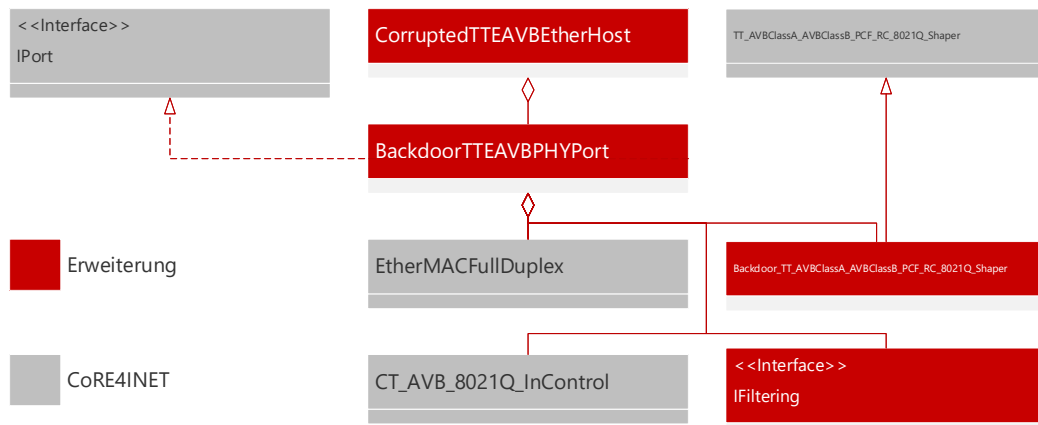 <<Interface>>
IPort
CorruptedTTEAVBEtherHost
TT_AVBClassA_AVBClassB_PCF_RC_8021Q_Shaper
BackdoorTTEAVBPHYPort
Erweiterung
EtherMACFullDuplex
Backdoor_TT_AVBClassA_AVBClassB_PCF_RC_8021Q_Shaper
CoRE4INET
CT_AVB_8021Q_InControl
<<Interface>>
IFiltering